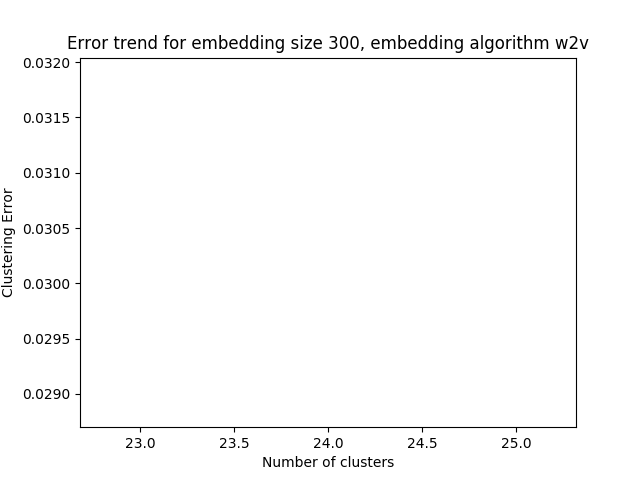 Error trend for embedding size 300, embedding algorithm w2v
0.0320
0.0315
0.0310
0.0305
0.0300
0.0295
0.0290
Clustering Error
23.0 23.5 24.0 24.5 25.0
Number of clusters